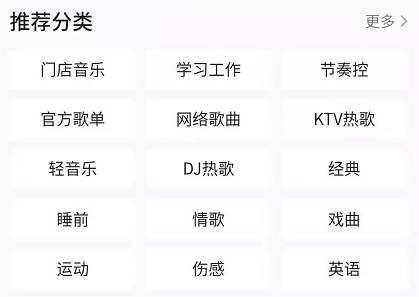 推荐分类 更多 >
门店音乐 学习工作 节奏控
官方歌单 网络歌曲 KTV热歌
轻音乐 DJ热歌 经典
睡前 情歌 戏曲
运动 伤感 英语